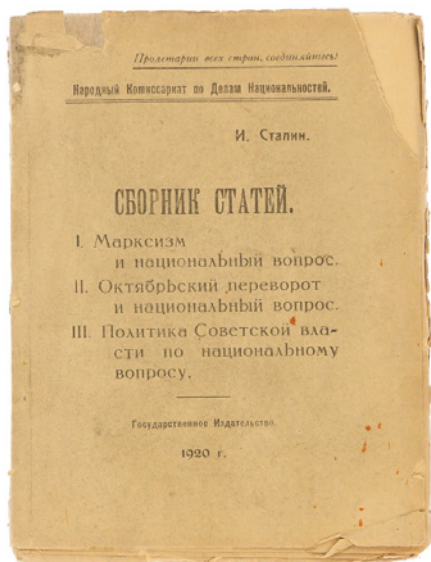 Пролетарии всех стран, соединяйтесь!
Народный Комиссариат по Делам Национальностей.
И. Сталин.
СБОРНИК СТАТЕЙ.
I. Марксизм
и национальный вопрос.
II. Октябрьский переворот
и национальный вопрос.
III. Политика Советской вла-
сти по национальному
вопросу.
Государственное Издательство.
1920 г.